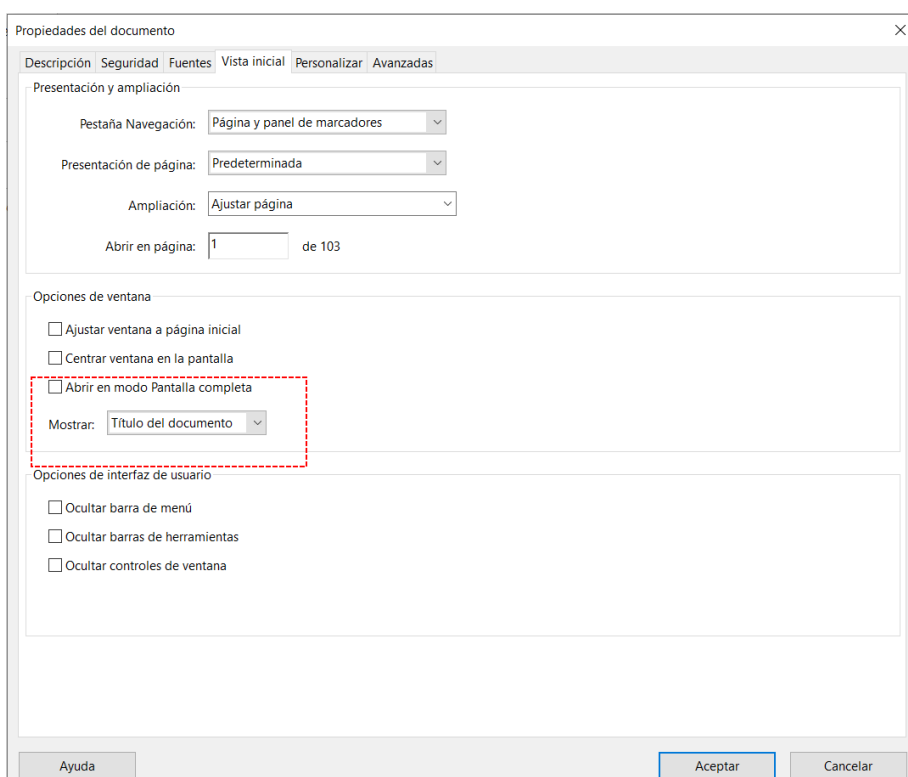 Propiedades del documento
Descripción Seguridad Fuentes Vista inicial Personalizar Avanzadas
Presentación y ampliación
Pestaña Navegación: Página y panel de marcadores
Presentación de página: Predeterminada
Ampliación: Ajustar página
Abrir en página: 1 de 103
Opciones de ventana
Ajustar ventana a página inicial
Centrar ventana en la pantalla
Abrir en modo Pantalla completa
Mostrar: Título del documento
Opciones de interfaz de usuario
Ocultar barra de menú
Ocultar barras de herramientas
Ocultar controles de ventana
Ayuda Aceptar Cancelar